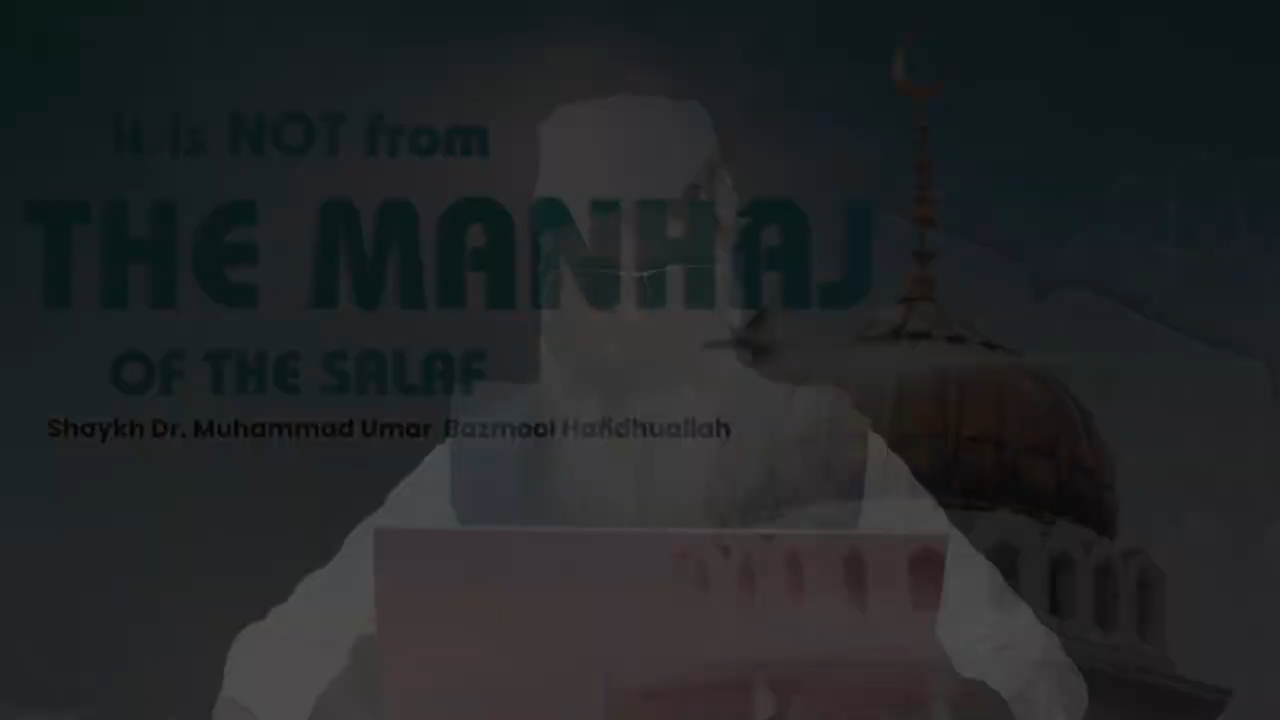 it is NOT from
THE MANHAJ
OF THE SALAF
Shaykh Dr. Muhammad Umar Bazmool Hafidhuallah